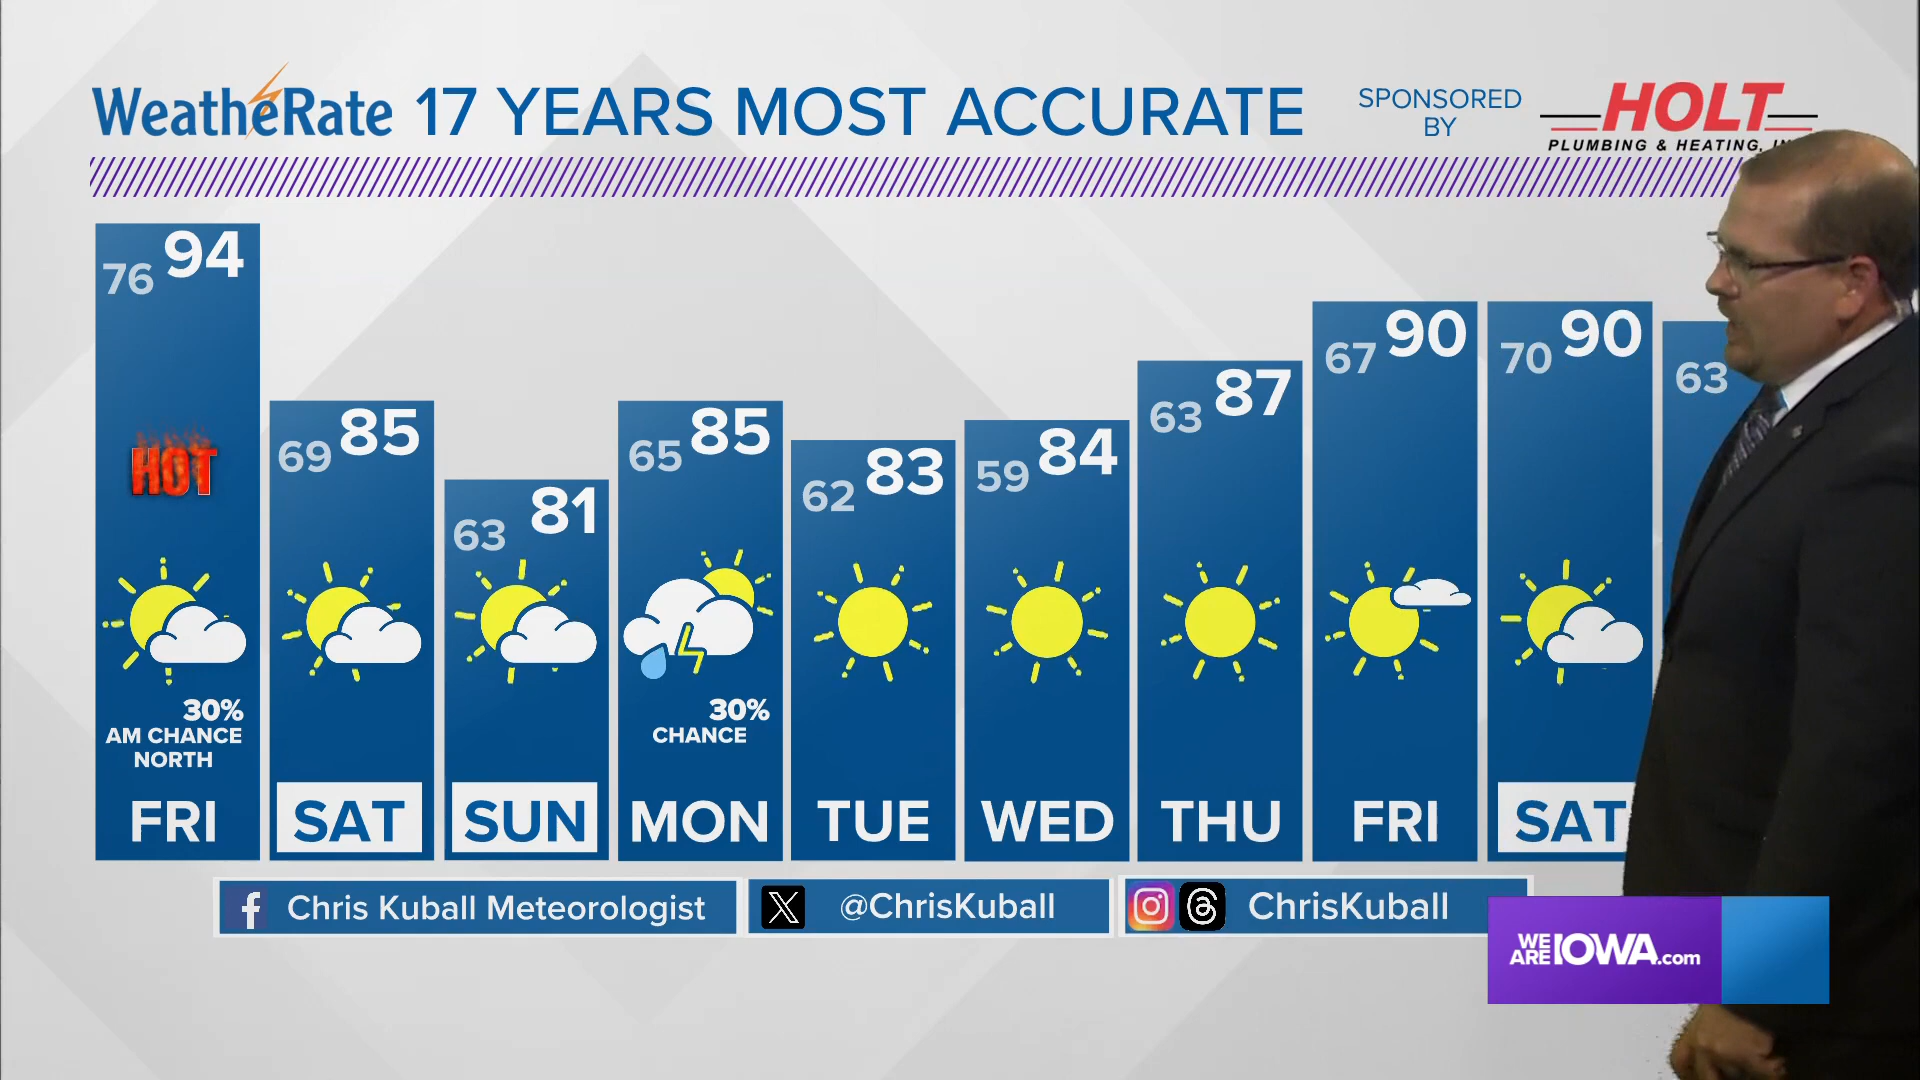 WeatheRate 17 YEARS MOST ACCURATE
SPONSORED
BY
HOLT
PLUMBING & HEATING,
76 94
HOT
30%
AM CHANCE
NORTH
FRI
69 85
SAT
63 81
SUN
65 85
30%
CHANCE
MON
62 83
TUE
59 84
WED
63 87
THU
67 90
FRI
70 90
SAT
63
Chris Kuball Meteorologist
@ChrisKuball
ChrisKuball
WE
ARE IOWA.com